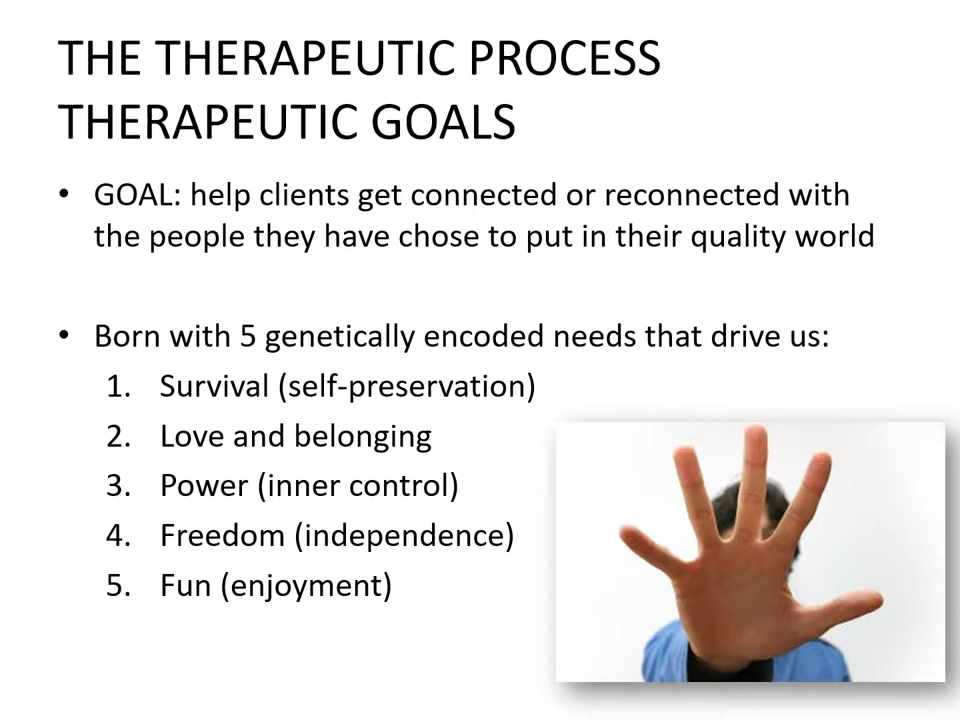 THE THERAPEUTIC PROCESS
THERAPEUTIC GOALS
• GOAL: help clients get connected or reconnected with
the people they have chose to put in their quality world
• Born with 5 genetically encoded needs that drive us:
1. Survival (self-preservation)
2. Love and belonging
3. Power (inner control)
4. Freedom (independence)
5. Fun (enjoyment)